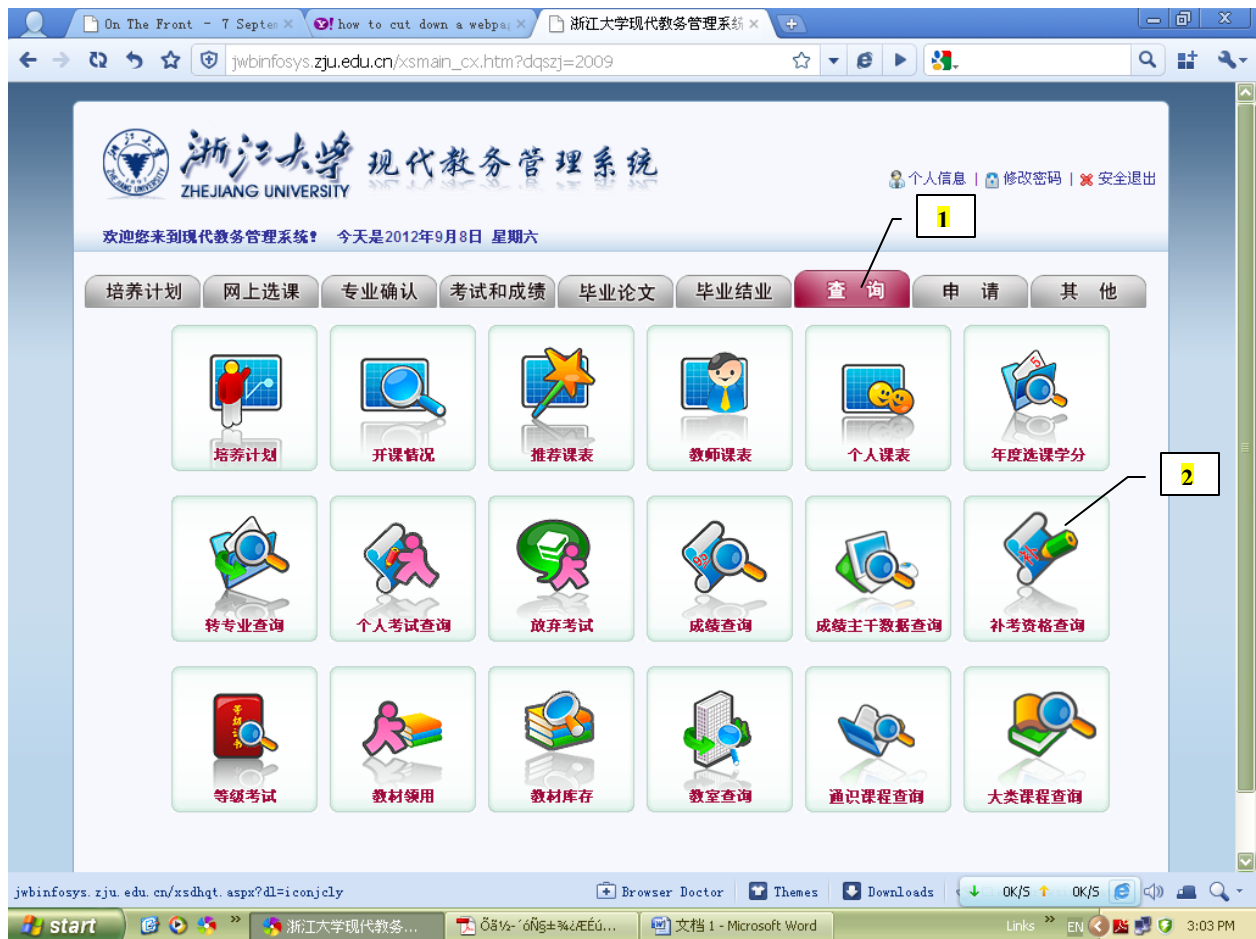 On The Front - 7 Septem
how to cut down a webpa
浙江大学现代教务管理系统
jwbinfosys.zju.edu.cn/xsmain_cx.htm?dqszj=2009
浙江大学 现代教务管理系统
ZHEJIANG UNIVERSITY
个人信息 | 修改密码 | 安全退出
1
欢迎您来到现代教务管理系统! 今天是2012年9月8日 星期六
培养计划 网上选课 专业确认 考试和成绩 毕业论文 毕业结业 查 询 申 请 其 他
培养计划 开课情况 推荐课表 教师课表 个人课表 年度选课学分
2
转专业查询 个人考试查询 放弃考试 成绩查询 成绩主干数据查询 补考资格查询
等级考试 教材领用 教材库存 教室查询 通识课程查询 大类课程查询
jwbinfosys.zju.edu.cn/xsdhqt.aspx?dl=iconjcly Browser Doctor Themes Downloads 0K/S 0K/S
start 浙江大学现代教务... Öã½-´óÑ§±¾¿ÆÉú... 文档 1 - Microsoft Word Links EN 3:03 PM